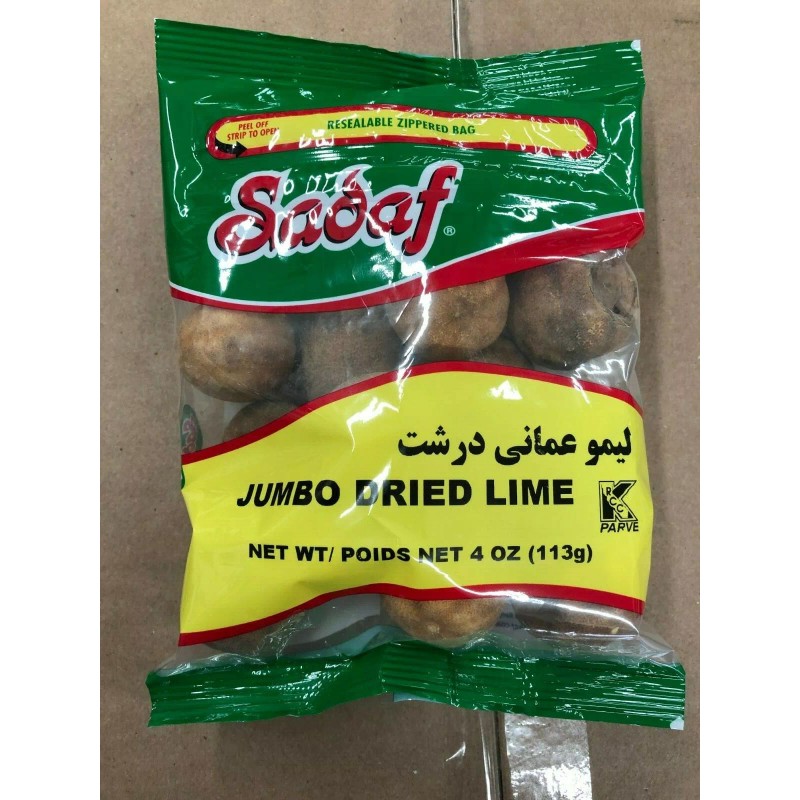 PEEL OFF
STRIP TO OPEN
RESEALABLE ZIPPERED BAG
Sadaf®
لیمو عمانی درشت
JUMBO DRIED LIME
K
RCC
PARVE
NET WT/ POIDS NET 4 OZ (113g)